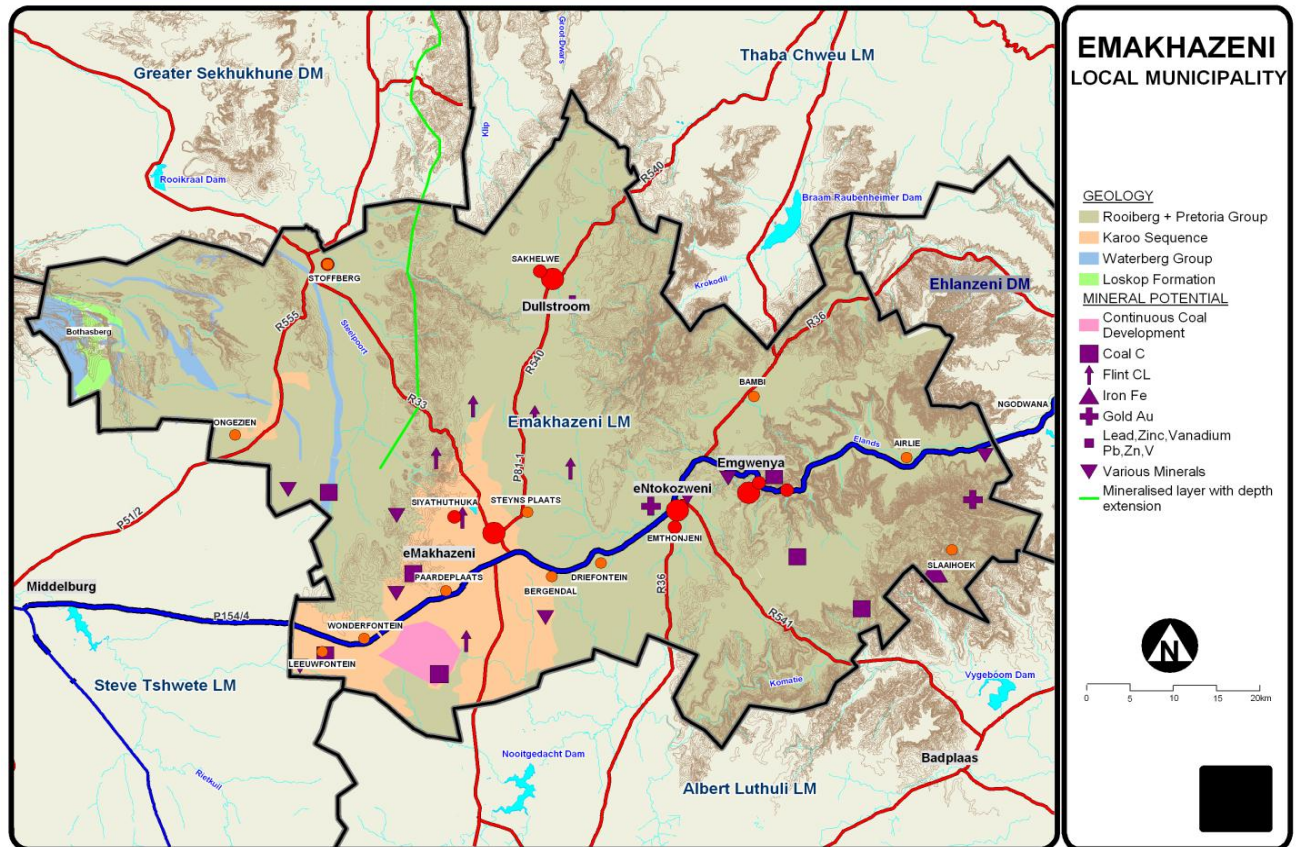 EMAKHAZENI
LOCAL MUNICIPALITY
GEOLOGY
Rooiberg + Pretoria Group
Karoo Sequence
Waterberg Group
Loskop Formation
MINERAL POTENTIAL
Continuous Coal
Development
Coal C
Flint CL
Iron Fe
Gold Au
Lead,Zinc,Vanadium
Pb,Zn,V
Various Minerals
Mineralised layer with depth
extension
N
0 5 10 15 20km
Greater Sekhukhune DM
Thaba Chweu LM
Groot-Dwars
Klip
Rooikraal Dam
R540
Braam Raubenheimer Dam
STOFFBERG
SAKHELWE
Dullstroom
Krokodil
Ehlanzeni DM
Bothasberg
R555
Steelpoort
R540
R36
R33
BAMBI
NGODWANA
ONGEZIEN
Emakhazeni LM
P81-1
Elands
AIRLIE
Emgwenya
eNtokozweni
SIYATHUTHUKA
STEYNS PLAATS
P51/2
EMTHONJENI
eMakhazeni
PAARDEPLAATS
BERGENDAL
DRIEFONTEIN
SLAAIHOEK
Middelburg
R36
P154/4
WONDERFONTEIN
R541
LEEUWFONTEIN
Steve Tshwete LM
Komatie
Vygeboom Dam
Nooitgedacht Dam
Badplaas
Rietkuil
Albert Luthuli LM